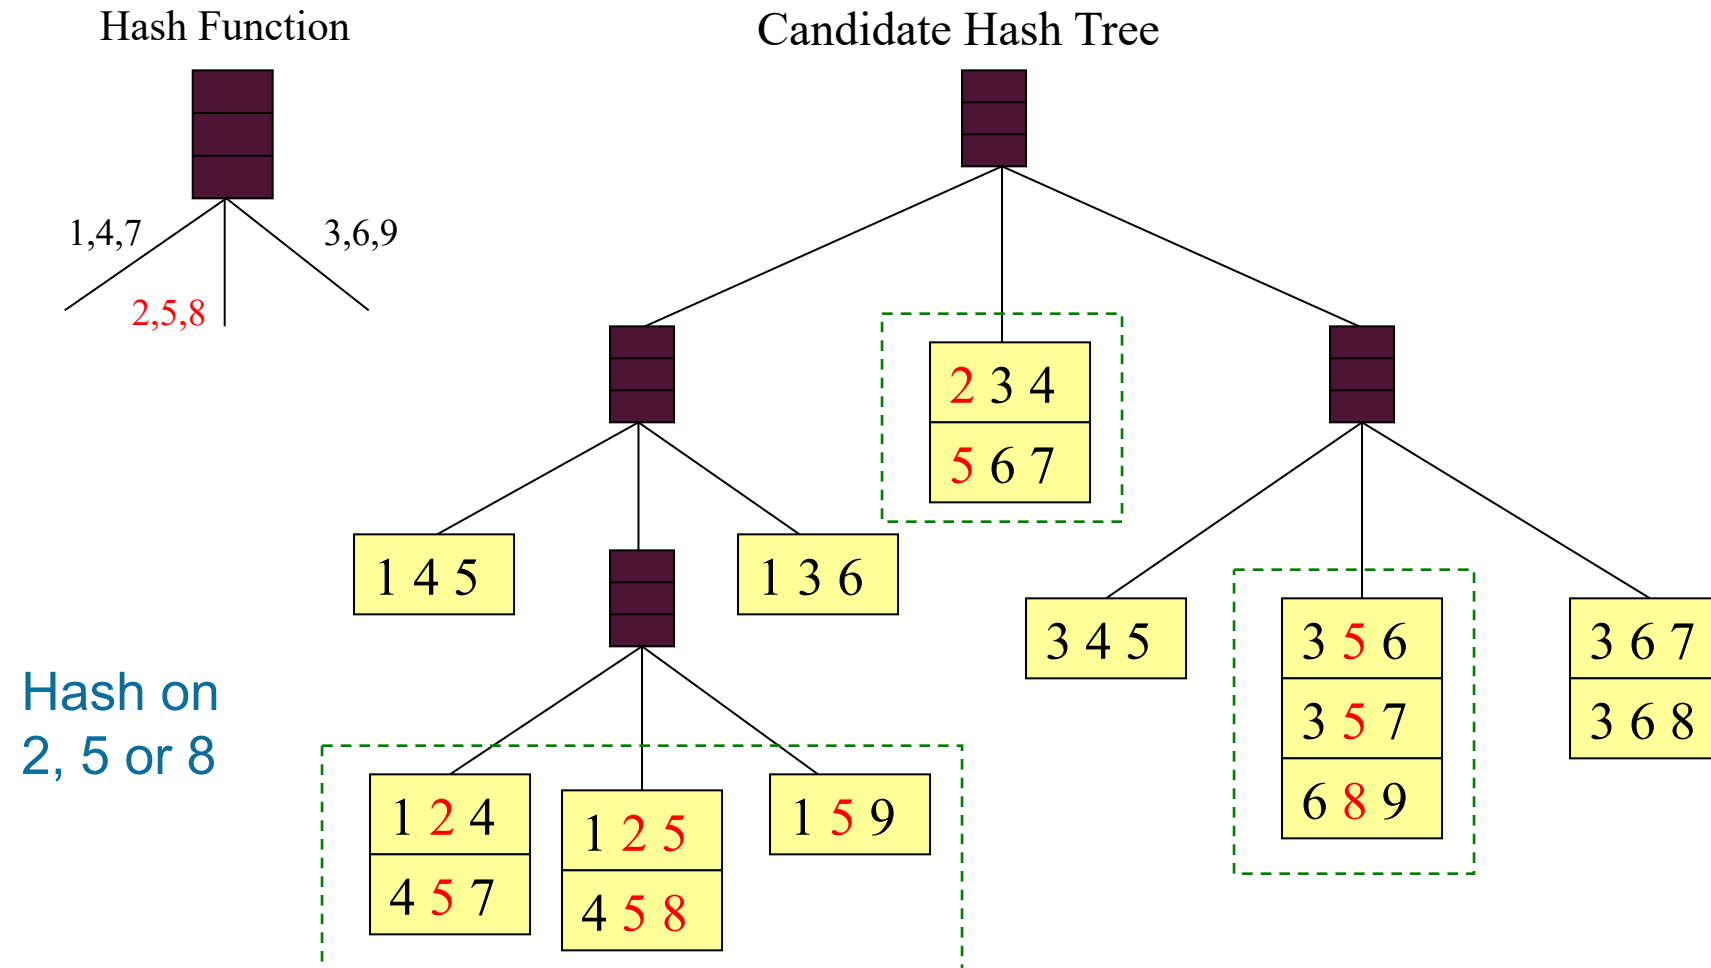 Hash Function
Candidate Hash Tree
1,4,7
3,6,9
2,5,8
2 3 4
5 6 7
1 4 5
1 3 6
3 4 5
3 5 6
3 5 7
6 8 9
3 6 7
3 6 8
Hash on
2, 5 or 8
1 2 4
4 5 7
1 2 5
4 5 8
1 5 9